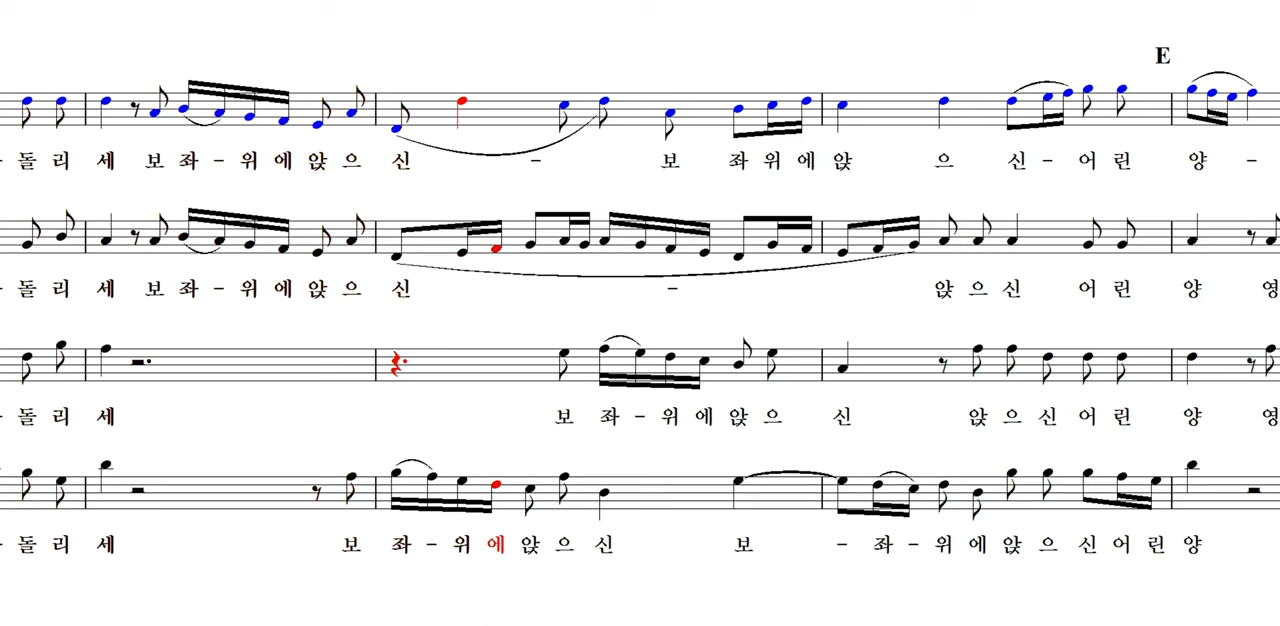 E
- 돌 리 세 보 좌 - 위 에 앉 으 신 - 보 좌 위 에 앉 으 신 - 어 린 양 -
- 돌 리 세 보 좌 - 위 에 앉 으 신 - 앉 으 신 어 린 양 영
- 돌 리 세 보 좌 - 위 에 앉 으 신 앉 으 신 어 린 양 영
- 돌 리 세 보 좌 - 위 에 앉 으 신 보 - 좌 - 위 에 앉 으 신 어 린 양